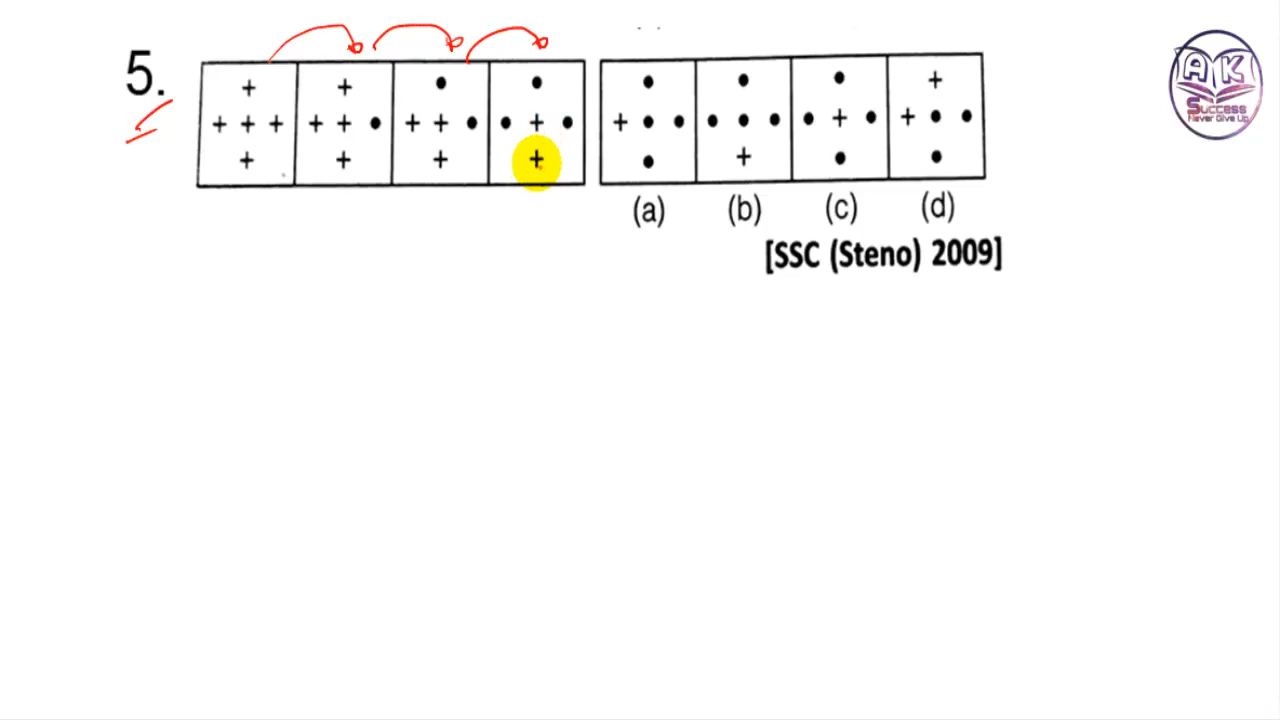 5.
+ + • •
+ + + + + • + + • • + •
+ + + +
• • • +
+ • • • • • • + • + • •
• + • •
(a) (b) (c) (d)
[SSC (Steno) 2009]
AK
Success
Never Give Up